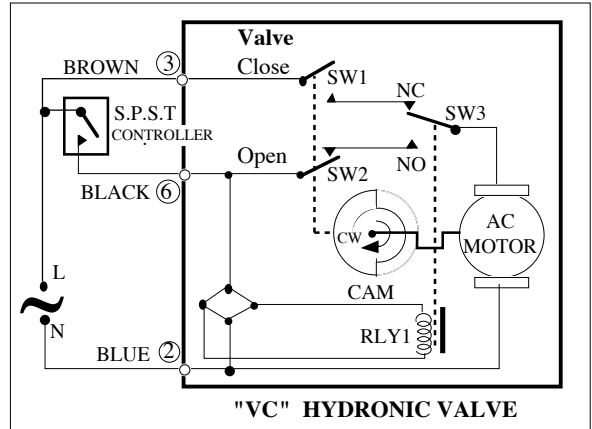 Valve
BROWN ③ Close SW1
NC
SW3
S.P.S.T
CONTROLLER
.
Open
SW2
NO
BLACK ⑥
CW
AC
MOTOR
CAM
L
N
RLY1
BLUE ②
"VC" HYDRONIC VALVE